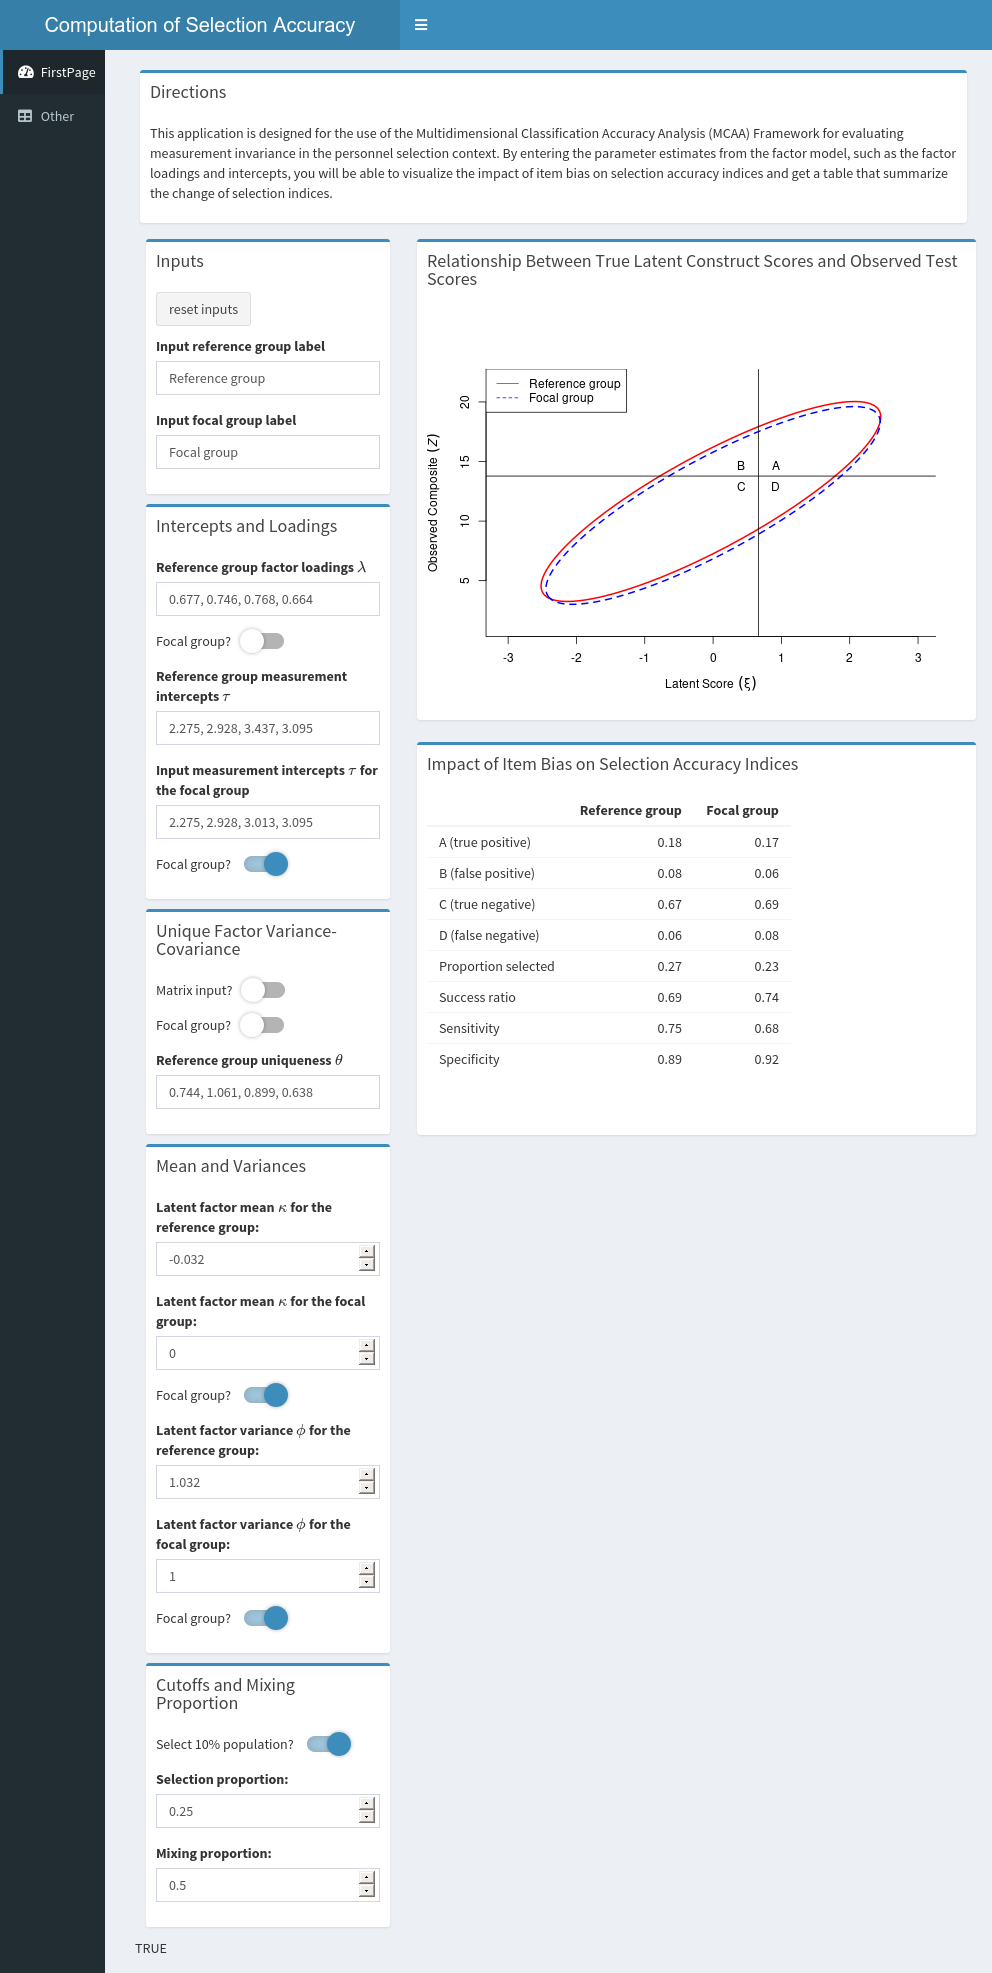 Computation of Selection Accuracy
FirstPage
Other
Directions
This application is designed for the use of the Multidimensional Classification Accuracy Analysis (MCAA) Framework for evaluating
measurement invariance in the personnel selection context. By entering the parameter estimates from the factor model, such as the factor
loadings and intercepts, you will be able to visualize the impact of item bias on selection accuracy indices and get a table that summarize
the change of selection indices.
Inputs
reset inputs
Input reference group label
Reference group
Input focal group label
Focal group
Intercepts and Loadings
Reference group factor loadings λ
0.677, 0.746, 0.768, 0.664
Focal group?
Reference group measurement
intercepts τ
2.275, 2.928, 3.437, 3.095
Input measurement intercepts τ for
the focal group
2.275, 2.928, 3.013, 3.095
Focal group?
Unique Factor Variance-
Covariance
Matrix input?
Focal group?
Reference group uniqueness θ
0.744, 1.061, 0.899, 0.638
Mean and Variances
Latent factor mean κ for the
reference group:
-0.032
Latent factor mean κ for the focal
group:
0
Focal group?
Latent factor variance ϕ for the
reference group:
1.032
Latent factor variance ϕ for the
focal group:
1
Focal group?
Cutoffs and Mixing
Proportion
Select 10% population?
Selection proportion:
0.25
Mixing proportion:
0.5
TRUE
Relationship Between True Latent Construct Scores and Observed Test
Scores
Reference group
Focal group
20
15
10
5
Observed Composite (Z)
B A
C D
-3 -2 -1 0 1 2 3
Latent Score (ξ)
Impact of Item Bias on Selection Accuracy Indices
Reference group Focal group
A (true positive) 0.18 0.17
B (false positive) 0.08 0.06
C (true negative) 0.67 0.69
D (false negative) 0.06 0.08
Proportion selected 0.27 0.23
Success ratio 0.69 0.74
Sensitivity 0.75 0.68
Specificity 0.89 0.92